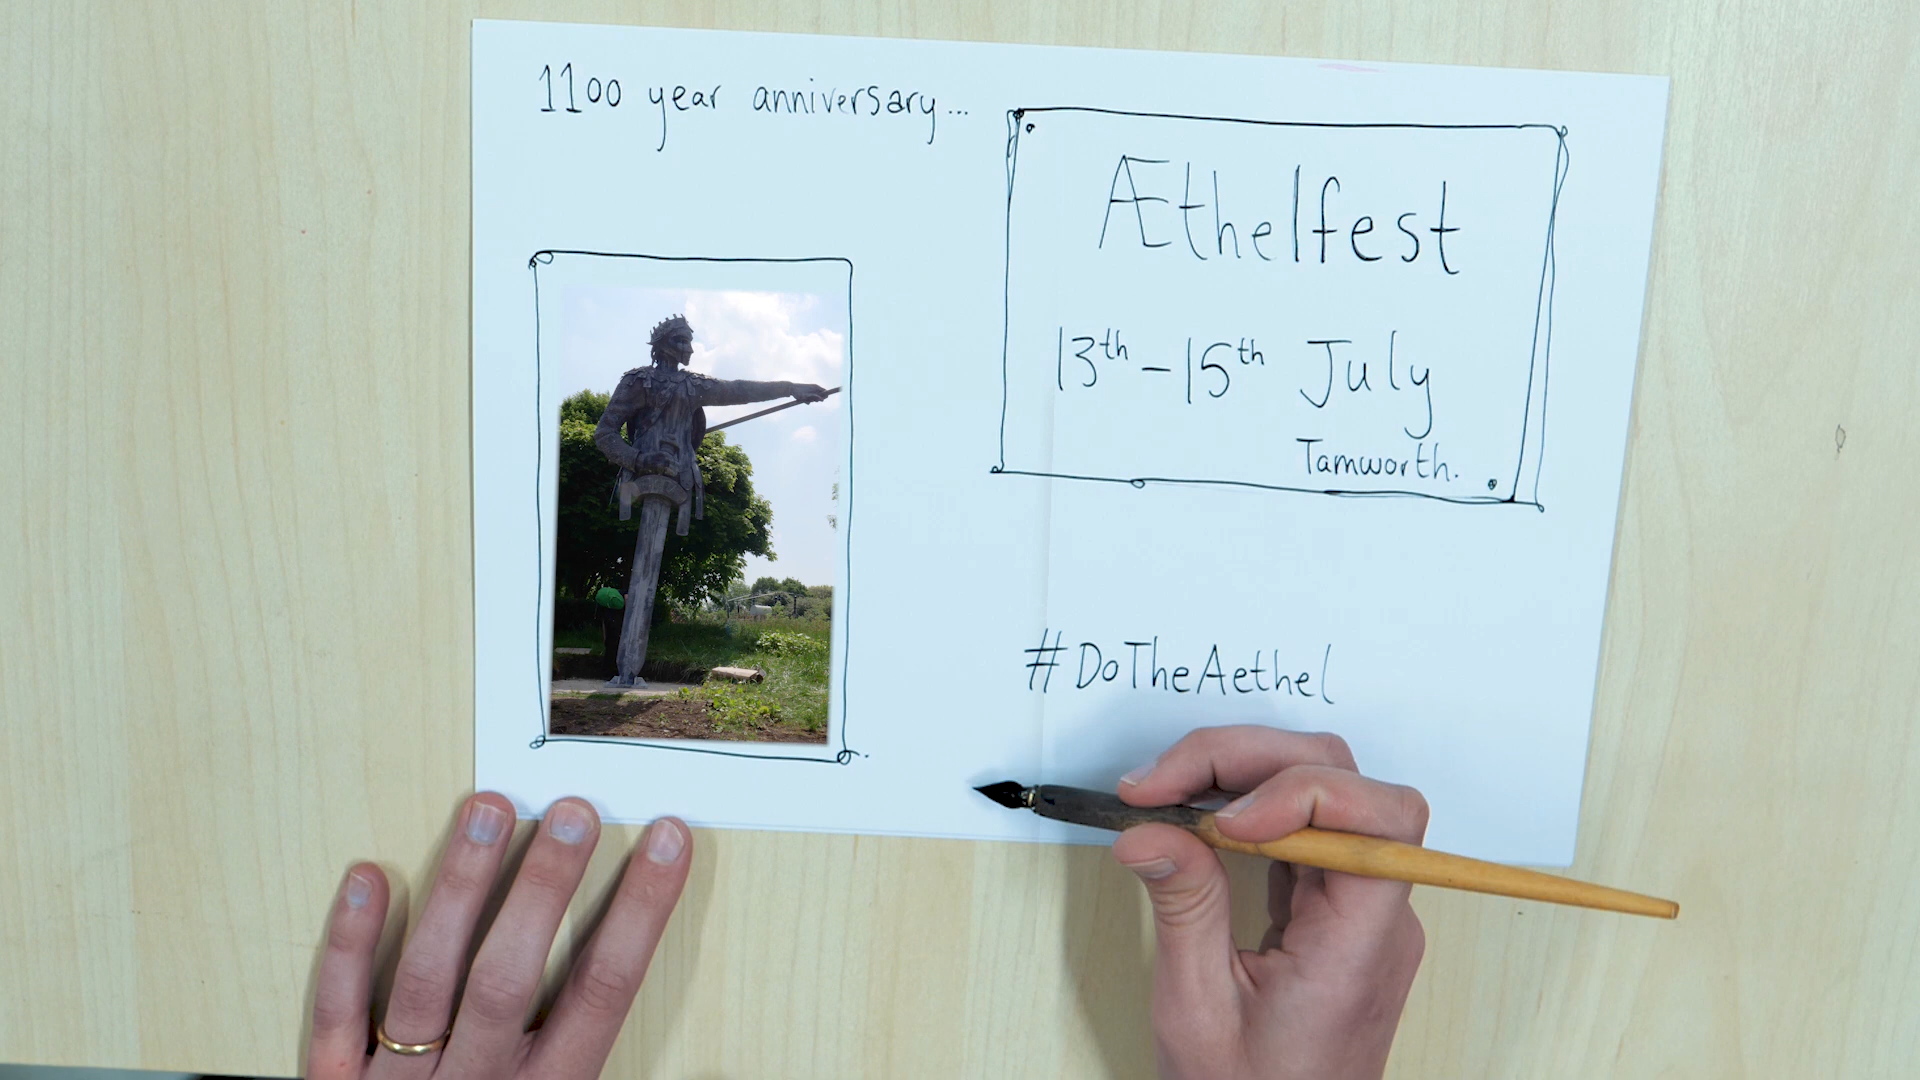 1100 year anniversary...
Æthelfest
13th-15th July
Tamworth.
#DoTheAethel